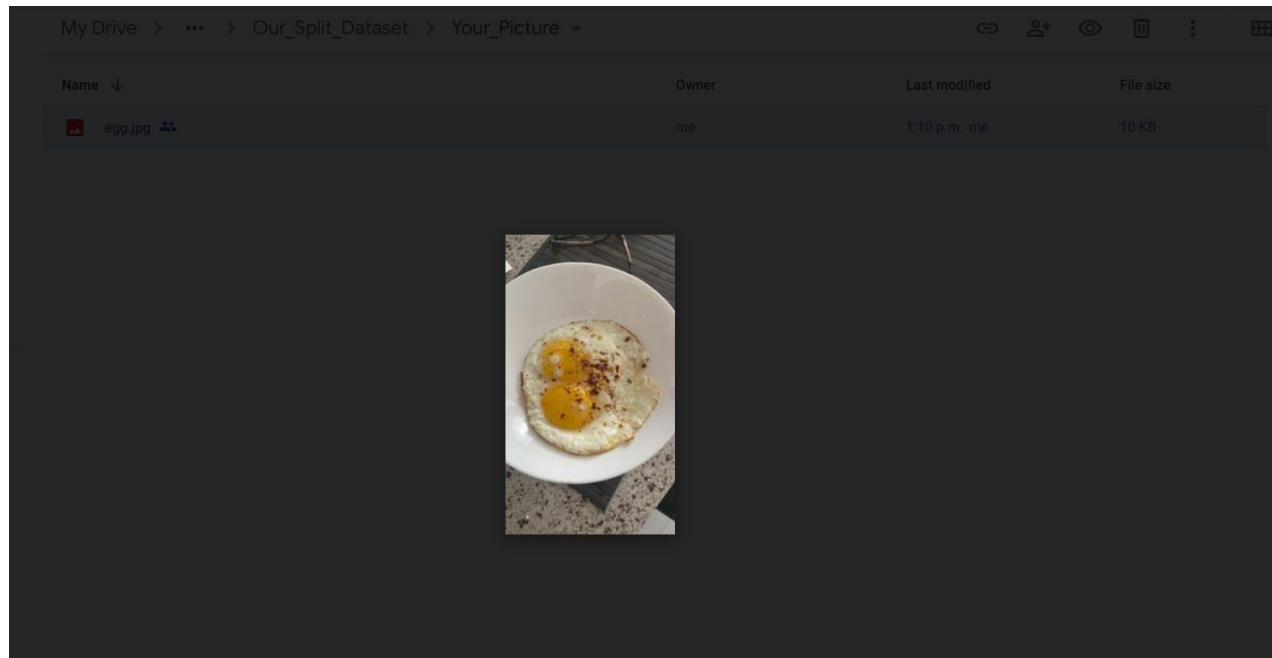 My Drive > ••• > Our_Split_Dataset > Your_Picture
Name Owner Last modified File size
egg.jpg me 1:10 p.m. me 10 KB